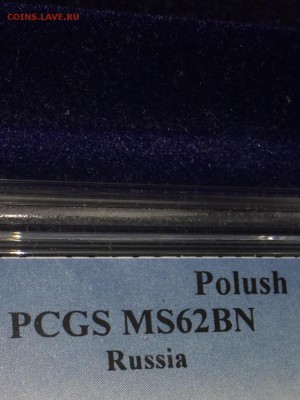 COINS.LAVE.RU
Polush
PCGS MS62BN
Russia